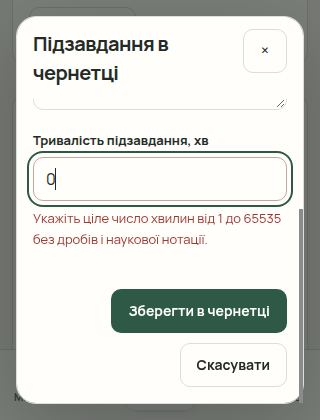 Підзавдання в
чернетці
×
Тривалість підзавдання, хв
0
Укажіть ціле число хвилин від 1 до 65535
без дробів і наукової нотації.
Зберегти в чернетці
Скасувати